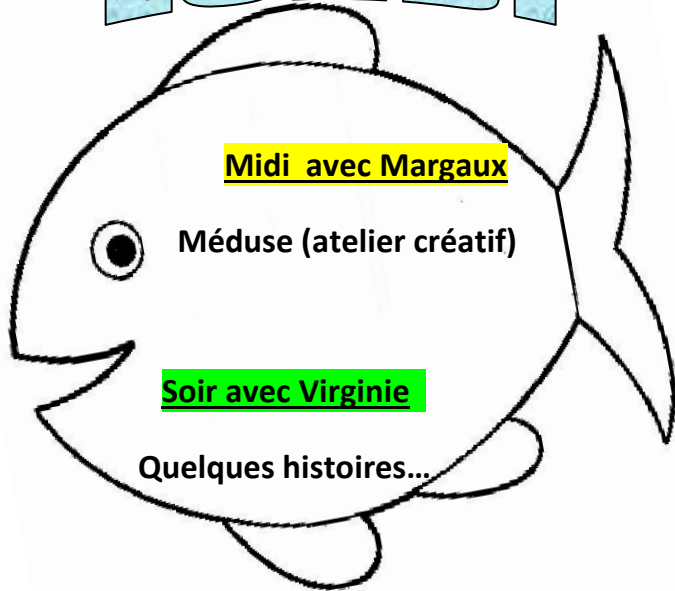 Midi avec Margaux
Méduse (atelier créatif)
Soir avec Virginie
Quelques histoires…